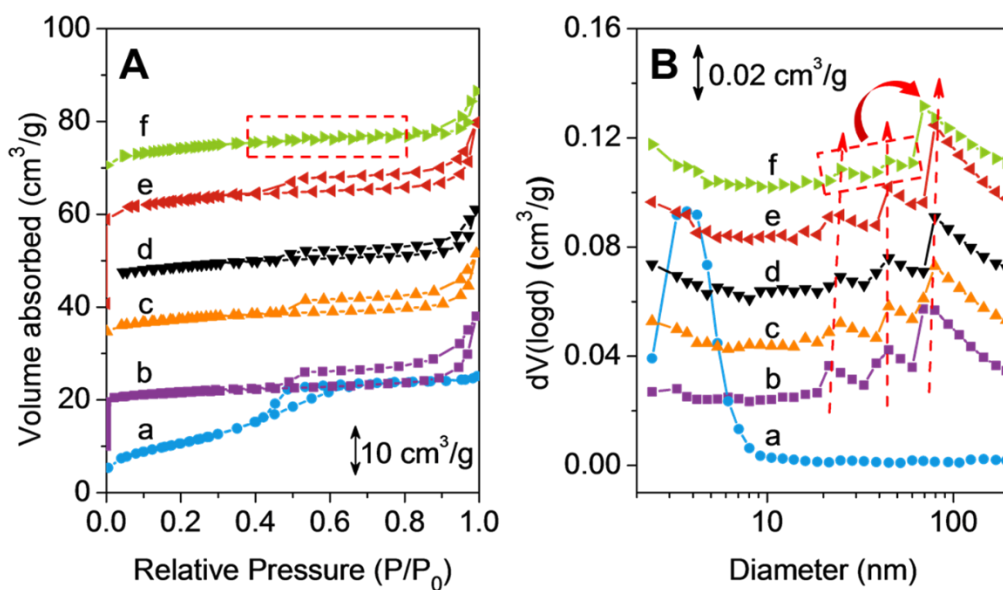 A
Volume absorbed (cm³/g)
100
80
60
40
20
0
f
e
d
c
b
a
10 cm³/g
0.0 0.2 0.4 0.6 0.8 1.0
Relative Pressure (P/P₀)
B
0.02 cm³/g
dV(logd) (cm³/g)
0.16
0.12
0.08
0.04
0.00
f
e
d
c
b
a
10 100
Diameter (nm)